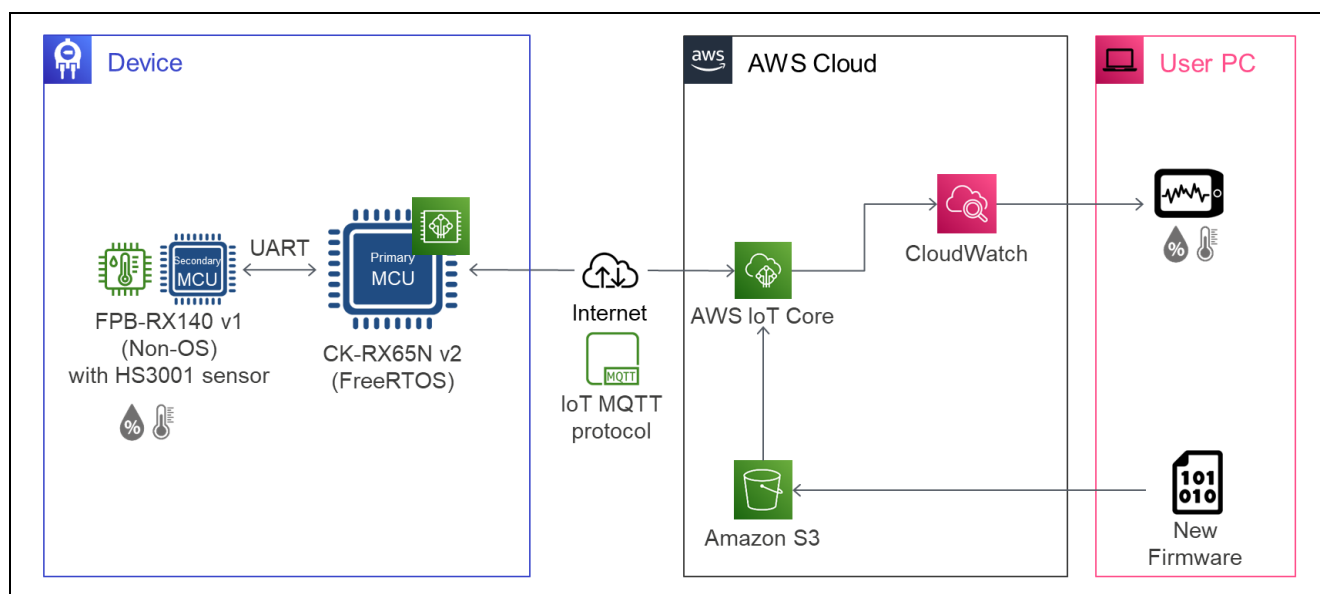 Device
aws
AWS Cloud
User PC
Secondary
MCU
UART
Primary
MCU
FPB-RX140 v1
(Non-OS)
with HS3001 sensor
%
CK-RX65N v2
(FreeRTOS)
Internet
MQTT
IoT MQTT
protocol
AWS IoT Core
CloudWatch
%
Amazon S3
101
010
New
Firmware